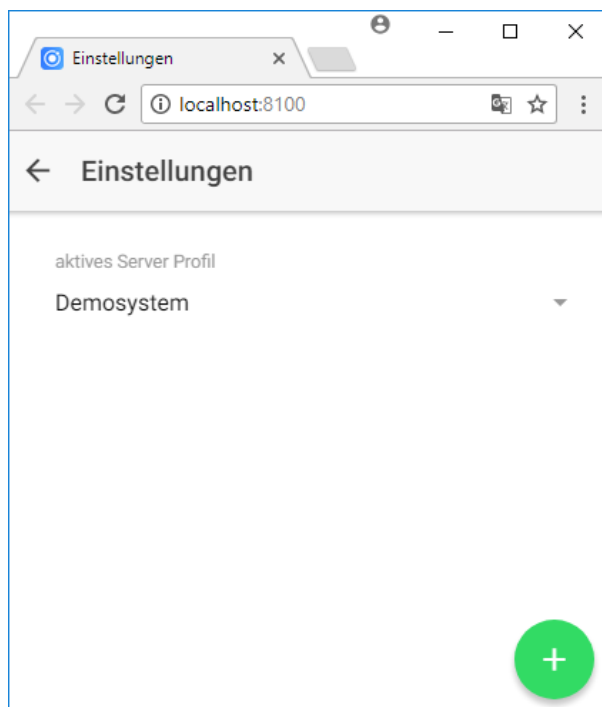 Einstellungen
localhost:8100
Einstellungen
aktives Server Profil
Demosystem